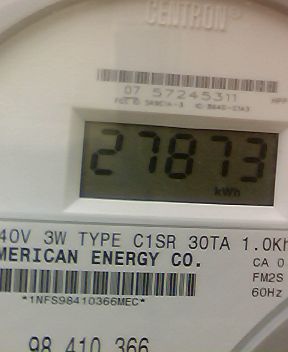 CENTRON®
07 57245311
27873
kWh
40V 3W TYPE C1SR 30TA 1.0Kh
MERICAN ENERGY CO.
CA 0
FM2S
60Hz
*1NFS98410366MEC*
98 410 366